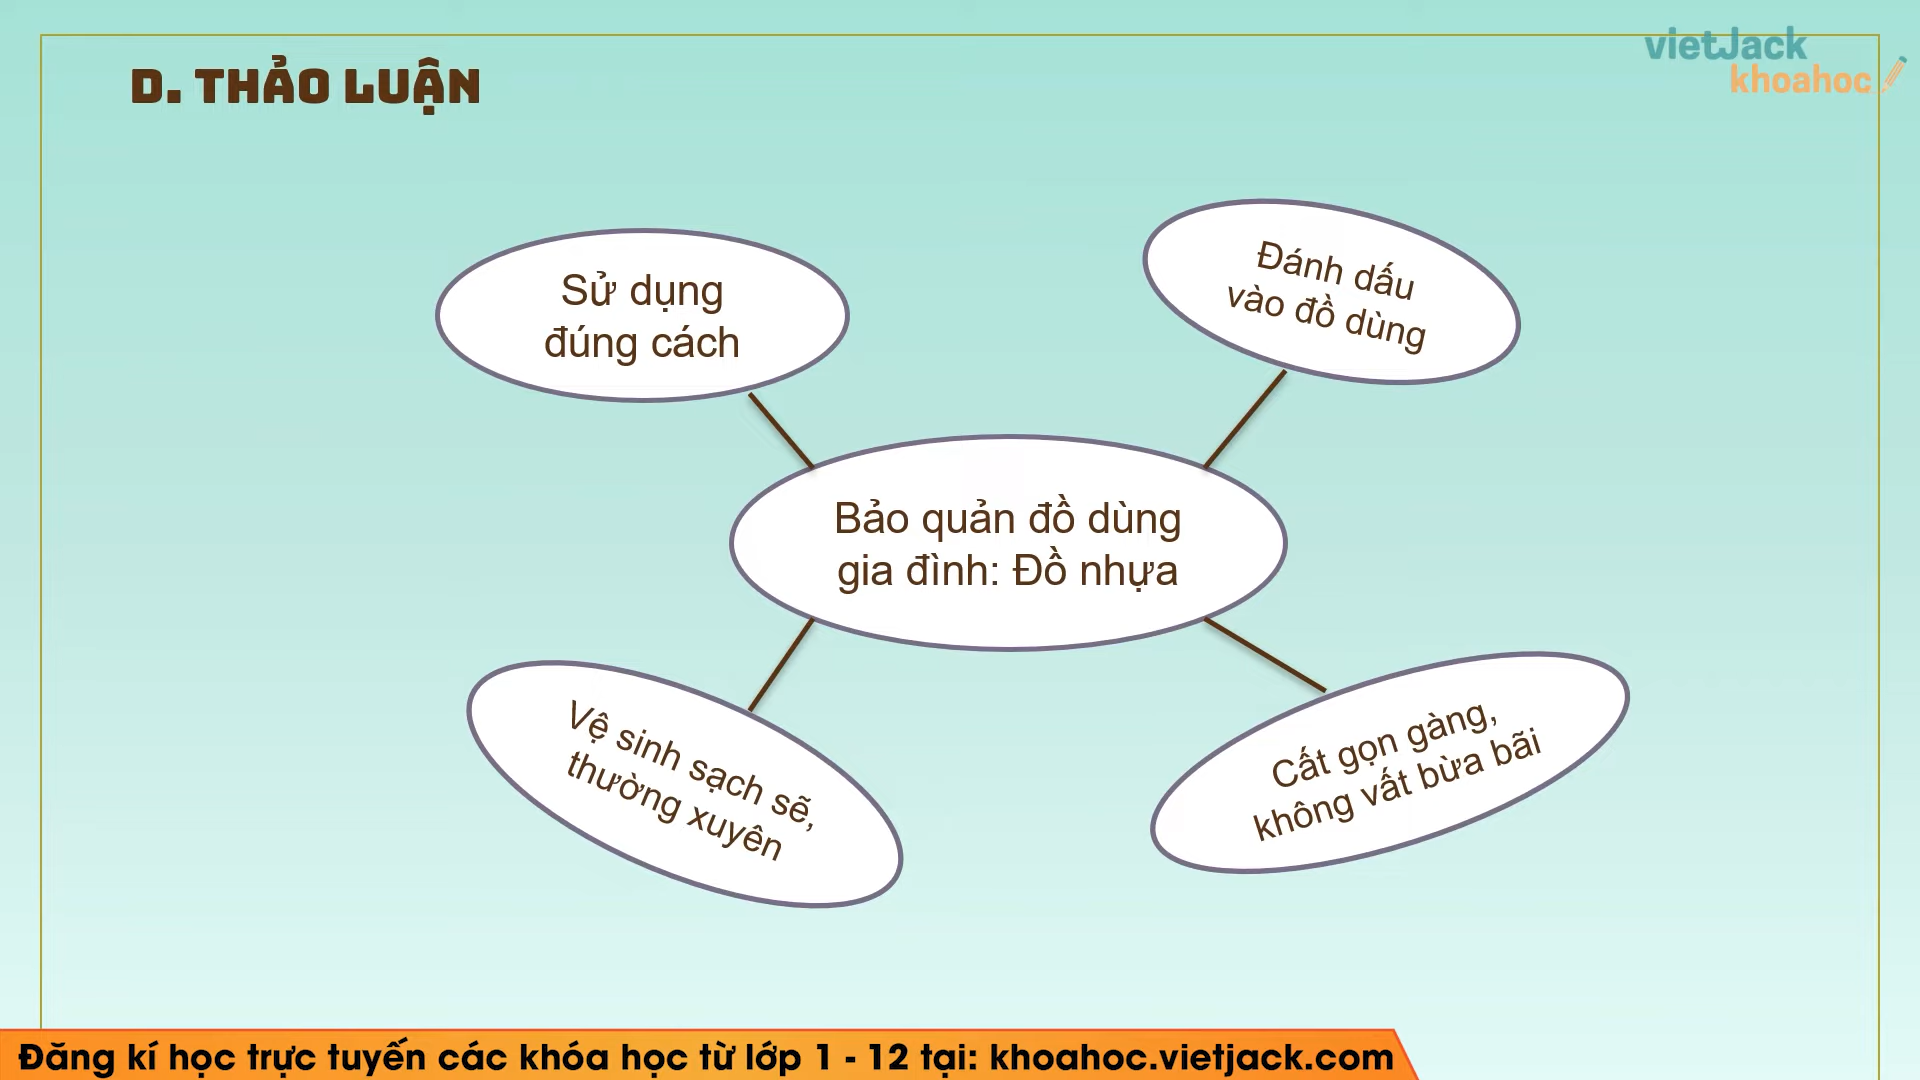 D. THẢO LUẬN
vietJack
khoahoc
Sử dụng
đúng cách
Đánh dấu
vào đồ dùng
Bảo quản đồ dùng
gia đình: Đồ nhựa
Vệ sinh sạch sẽ,
thường xuyên
Cất gọn gàng,
không vất bừa bãi
Đăng kí học trực tuyến các khóa học từ lớp 1 - 12 tại: khoahoc.vietjack.com